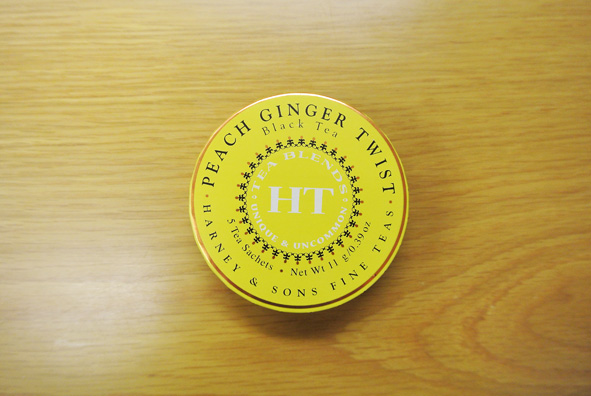 PEACH GINGER TWIST
Black Tea
TEA BLENDS
HT
UNIQUE & UNCOMMON
5 Tea Sachets • Net Wt 11 g/0.39 oz
• HARNEY & SONS FINE TEAS •